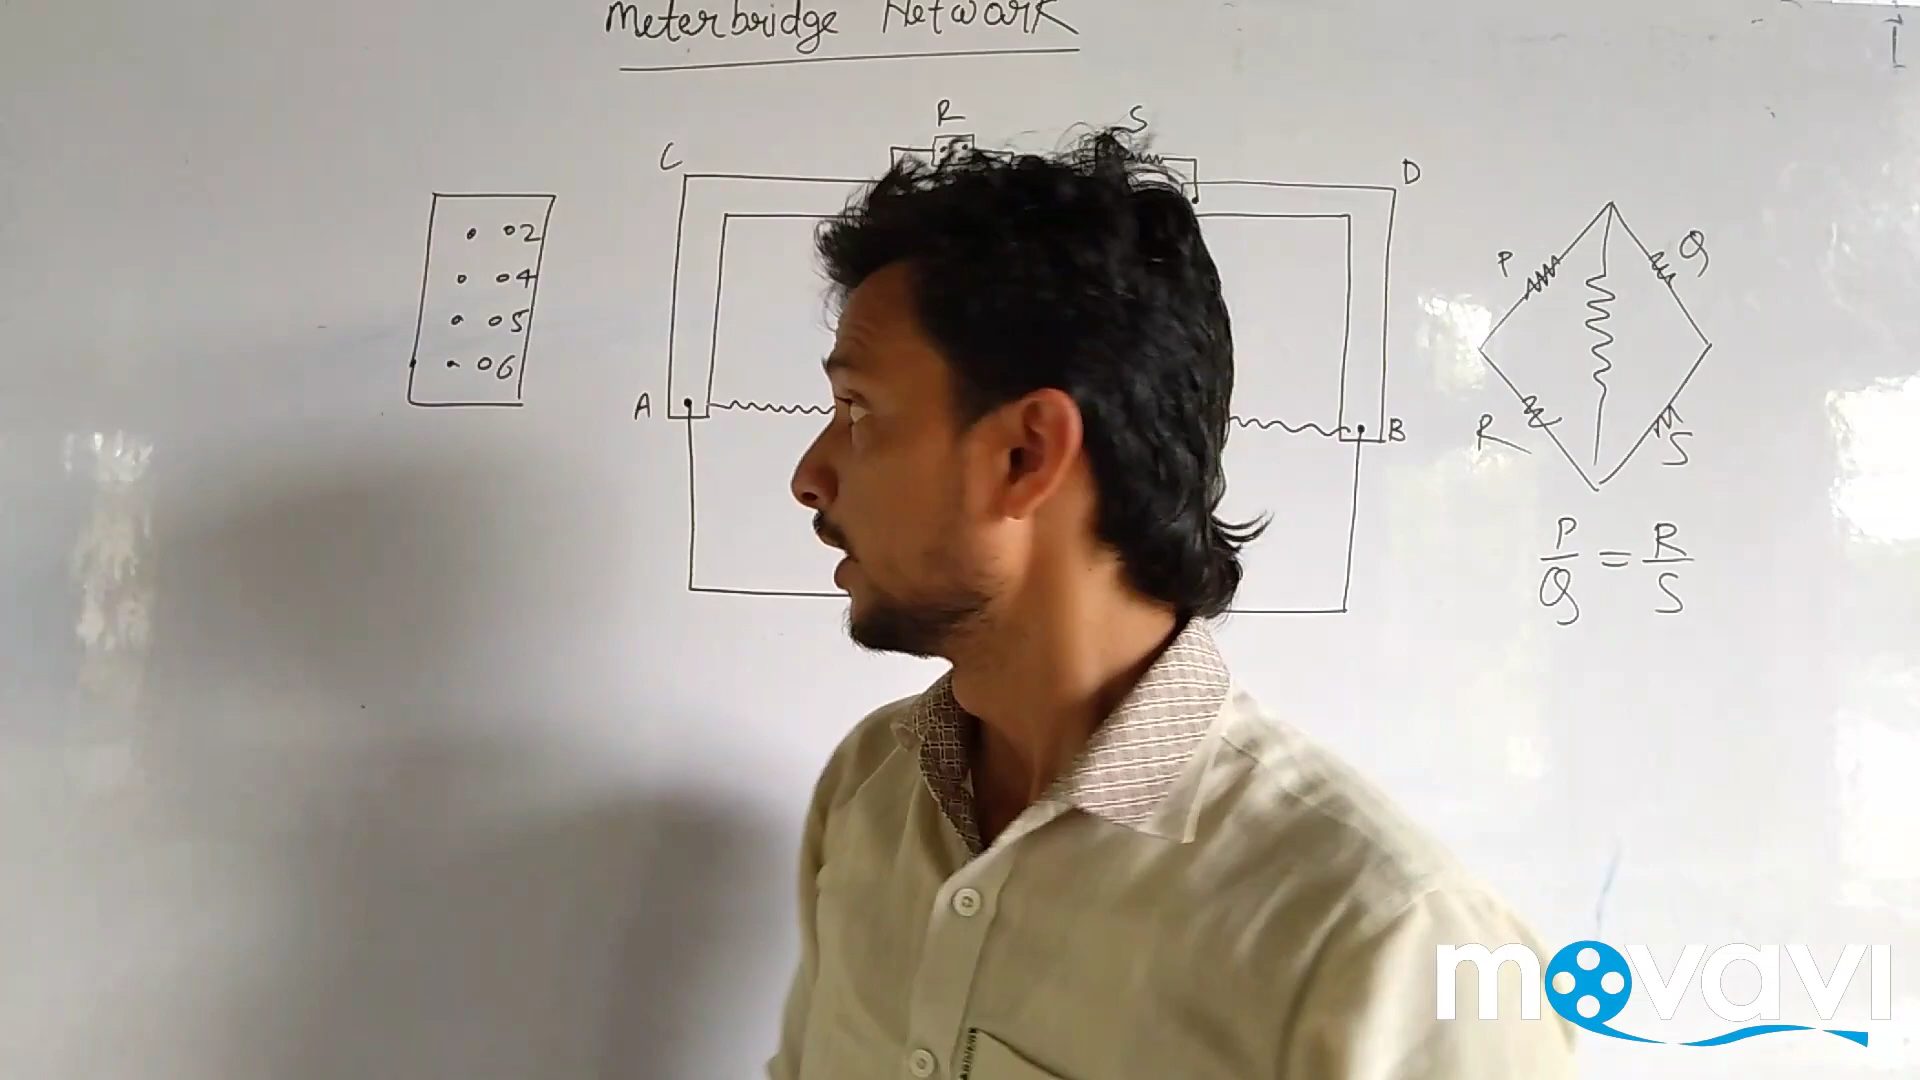 Meterbridge Network
R
S
C
D
2
4
5
6
A
B
P
Q
R
S
P/Q = R/S
movavi